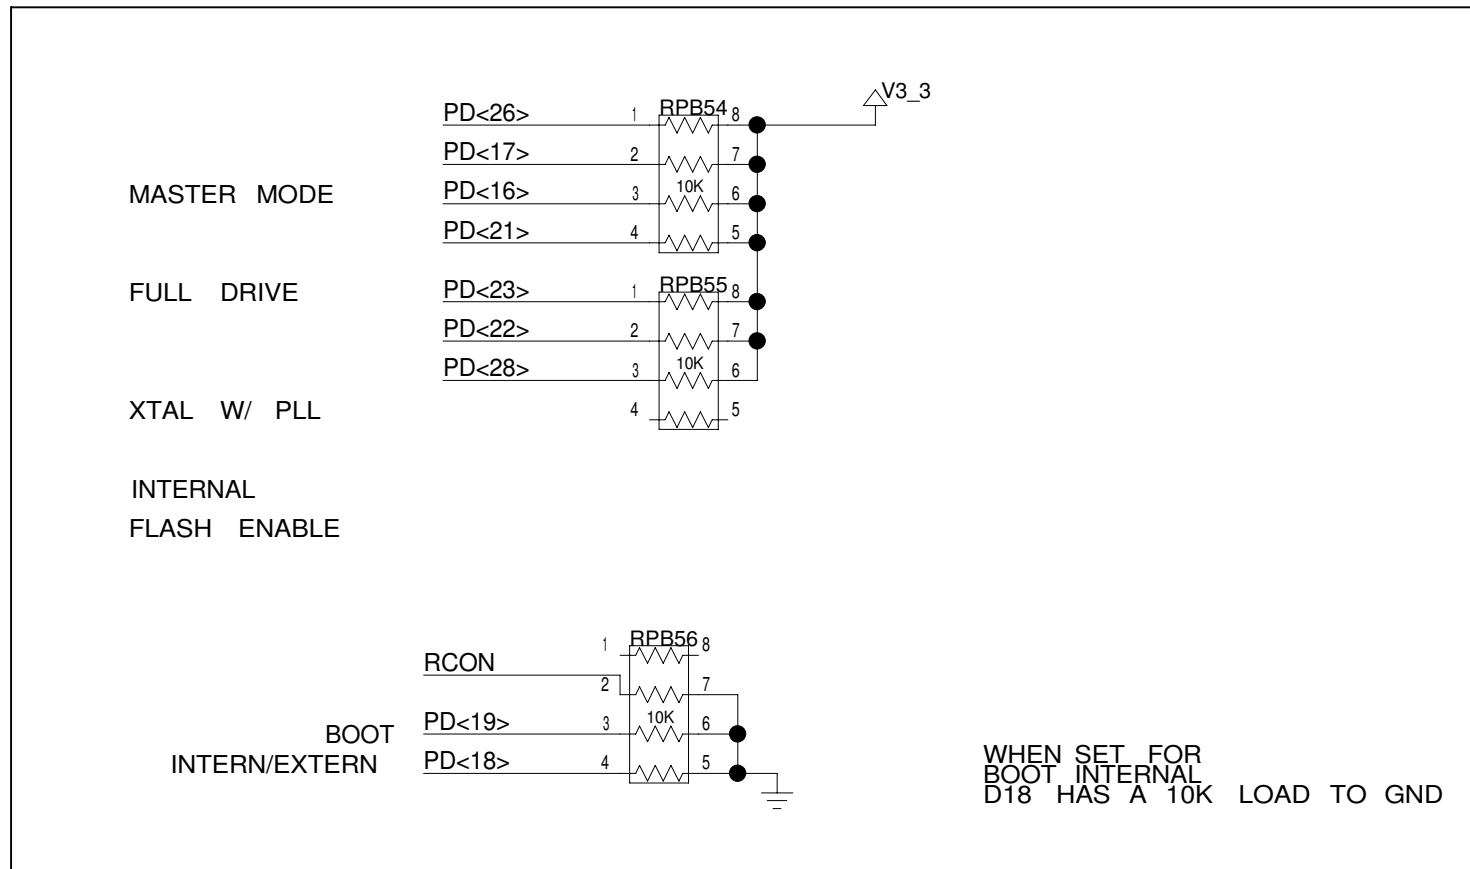 V3_3
PD<26> 1 RPB54 8
PD<17> 2 7
MASTER MODE PD<16> 3 10K 6
PD<21> 4 5
FULL DRIVE PD<23> 1 RPB55 8
PD<22> 2 7
PD<28> 3 10K 6
XTAL W/ PLL 4 5
INTERNAL
FLASH ENABLE
1 RPB56 8
RCON 2 7
BOOT PD<19> 3 10K 6
INTERN/EXTERN PD<18> 4 5
WHEN SET FOR
BOOT INTERNAL
D18 HAS A 10K LOAD TO GND